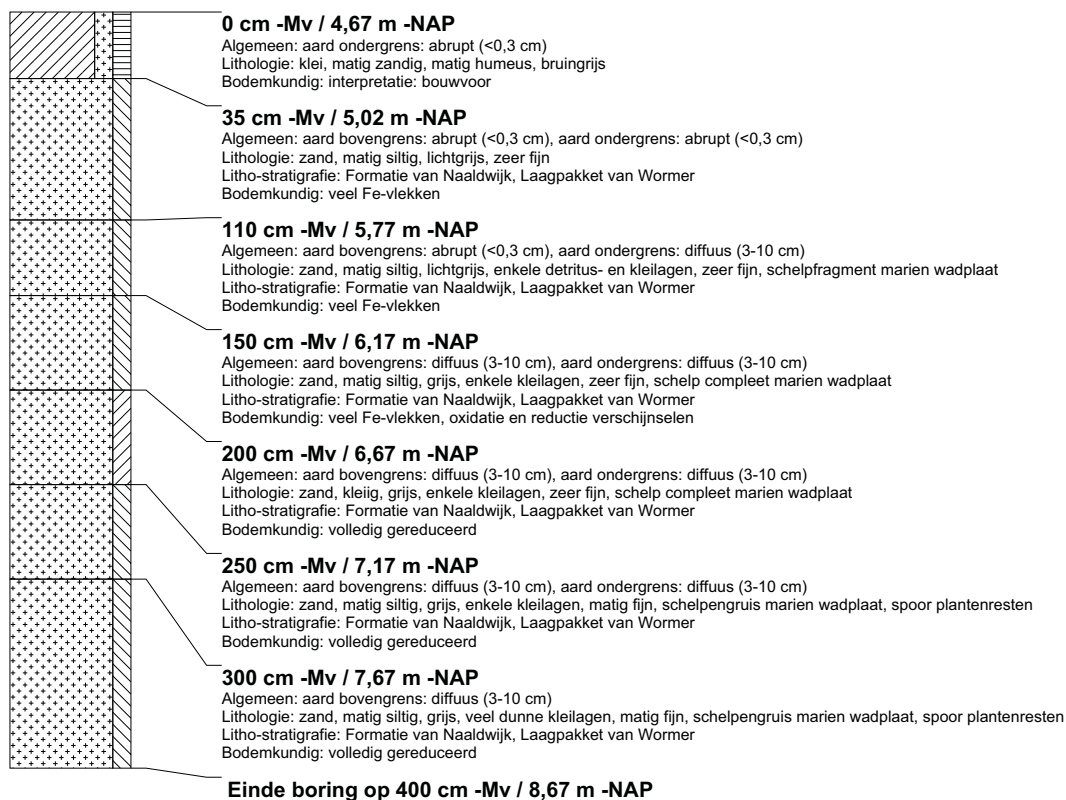 0 cm -Mv / 4,67 m -NAP
Algemeen: aard ondergrens: abrupt (<0,3 cm)
Lithologie: klei, matig zandig, matig humeus, bruingrijs
Bodemkundig: interpretatie: bouwvoor
35 cm -Mv / 5,02 m -NAP
Algemeen: aard bovengrens: abrupt (<0,3 cm), aard ondergrens: abrupt (<0,3 cm)
Lithologie: zand, matig siltig, lichtgrijs, zeer fijn
Litho-stratigrafie: Formatie van Naaldwijk, Laagpakket van Wormer
Bodemkundig: veel Fe-vlekken
110 cm -Mv / 5,77 m -NAP
Algemeen: aard bovengrens: abrupt (<0,3 cm), aard ondergrens: diffuus (3-10 cm)
Lithologie: zand, matig siltig, lichtgrijs, enkele detritus- en kleilagen, zeer fijn, schelpfragment marien wadplaat
Litho-stratigrafie: Formatie van Naaldwijk, Laagpakket van Wormer
Bodemkundig: veel Fe-vlekken
150 cm -Mv / 6,17 m -NAP
Algemeen: aard bovengrens: diffuus (3-10 cm), aard ondergrens: diffuus (3-10 cm)
Lithologie: zand, matig siltig, grijs, enkele kleilagen, zeer fijn, schelp compleet marien wadplaat
Litho-stratigrafie: Formatie van Naaldwijk, Laagpakket van Wormer
Bodemkundig: veel Fe-vlekken, oxidatie en reductie verschijnselen
200 cm -Mv / 6,67 m -NAP
Algemeen: aard bovengrens: diffuus (3-10 cm), aard ondergrens: diffuus (3-10 cm)
Lithologie: zand, kleiig, grijs, enkele kleilagen, zeer fijn, schelp compleet marien wadplaat
Litho-stratigrafie: Formatie van Naaldwijk, Laagpakket van Wormer
Bodemkundig: volledig gereduceerd
250 cm -Mv / 7,17 m -NAP
Algemeen: aard bovengrens: diffuus (3-10 cm), aard ondergrens: diffuus (3-10 cm)
Lithologie: zand, matig siltig, grijs, enkele kleilagen, matig fijn, schelpengruis marien wadplaat, spoor plantenresten
Litho-stratigrafie: Formatie van Naaldwijk, Laagpakket van Wormer
Bodemkundig: volledig gereduceerd
300 cm -Mv / 7,67 m -NAP
Algemeen: aard bovengrens: diffuus (3-10 cm)
Lithologie: zand, matig siltig, grijs, veel dunne kleilagen, matig fijn, schelpengruis marien wadplaat, spoor plantenresten
Litho-stratigrafie: Formatie van Naaldwijk, Laagpakket van Wormer
Bodemkundig: volledig gereduceerd
Einde boring op 400 cm -Mv / 8,67 m -NAP